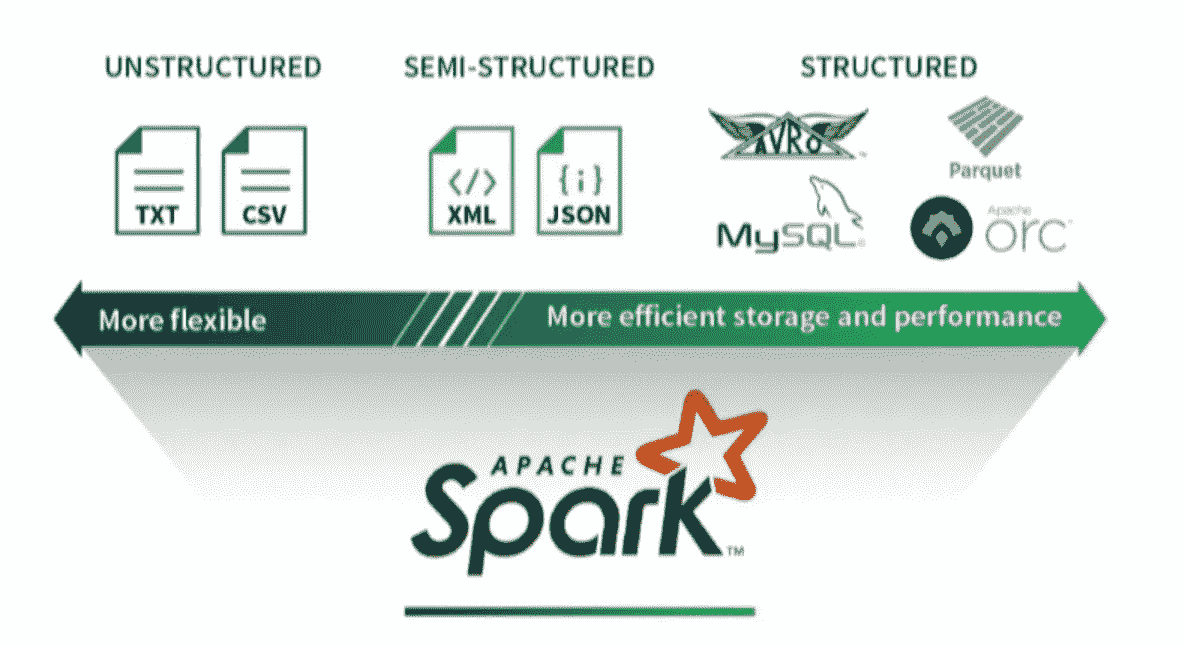 UNSTRUCTURED
SEMI-STRUCTURED
STRUCTURED
TXT
CSV
</>
XML
{i}
JSON
AVRO
Parquet
MySQL
Apache
orc
More flexible
More efficient storage and performance
APACHE
Spark
TM